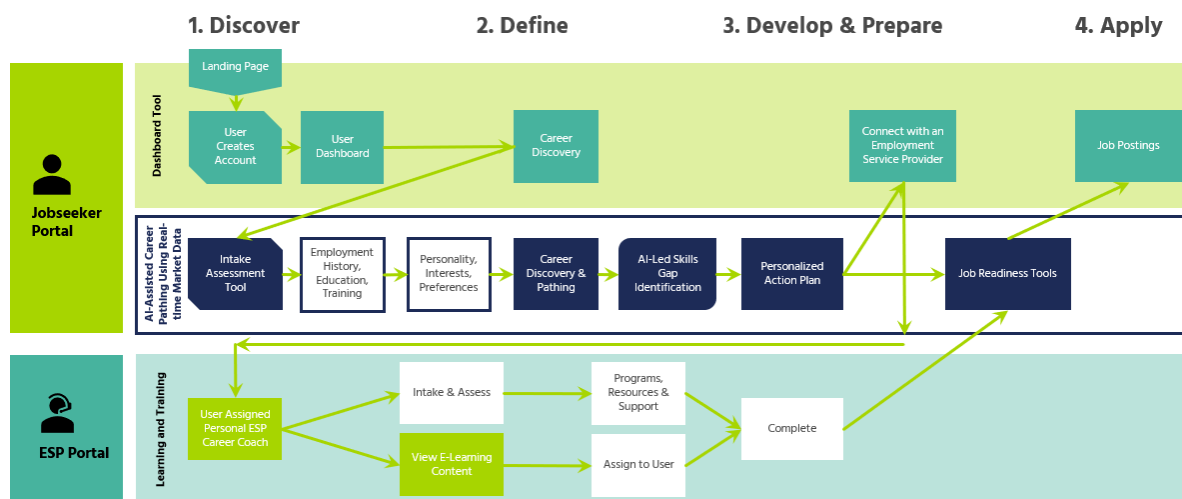 1. Discover
2. Define
3. Develop & Prepare
4. Apply
Jobseeker
Portal
Dashboard Tool
Landing Page
User
Creates
Account
User
Dashboard
Career
Discovery
Connect with an
Employment
Service Provider
Job Postings
AI-Assisted Career
Pathing Using Real-
time Market Data
Intake
Assessment
Tool
Employment
History,
Education,
Training
Personality,
Interests,
Preferences
Career
Discovery &
Pathing
AI-Led Skills
Gap
Identification
Personalized
Action Plan
Job Readiness Tools
ESP Portal
Learning and Training
User Assigned
Personal ESP
Career Coach
Intake & Assess
Programs,
Resources &
Support
View E-Learning
Content
Assign to User
Complete